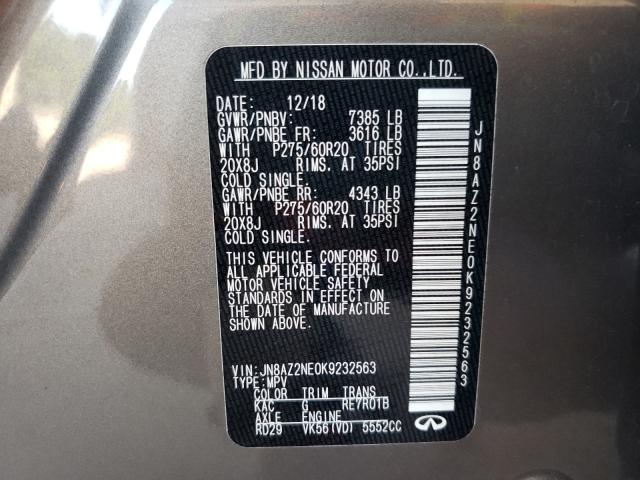 MFD BY NISSAN MOTOR CO.,LTD.
DATE: 12/18
GVWR/PNBV: 7385 LB
GAWR/PNBE FR: 3616 LB
WITH P275/60R20 TIRES
20X8J RIMS. AT 35PSI
COLD SINGLE.
GAWR/PNBE RR: 4343 LB
WITH P275/60R20 TIRES
20X8J RIMS. AT 35PSI
COLD SINGLE.
THIS VEHICLE CONFORMS TO
ALL APPLICABLE FEDERAL
MOTOR VEHICLE SAFETY
STANDARDS IN EFFECT ON
THE DATE OF MANUFACTURE
SHOWN ABOVE.
VIN:JN8AZ2NE0K9232563
TYPE:MPV
COLOR TRIM TRANS
KAC G RE7R01B
AXLE ENGINE
RD29 VK56(VD) 5552CC
JN8AZ2NE0K9232563
INFINITI